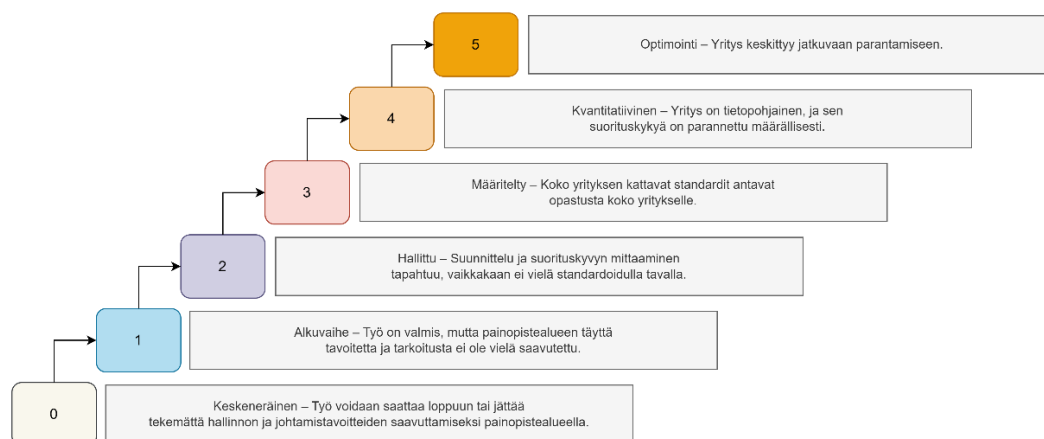 5
Optimointi – Yritys keskittyy jatkuvaan parantamiseen.
4
Kvantitatiivinen – Yritys on tietopohjainen, ja sen
suorituskykyä on parannettu määrällisesti.
3
Määritelty – Koko yrityksen kattavat standardit antavat
opastusta koko yritykselle.
2
Hallittu – Suunnittelu ja suorituskyvyn mittaaminen
tapahtuu, vaikkakaan ei vielä standardoidulla tavalla.
1
Alkuvaihe – Työ on valmis, mutta painopistealueen täyttä
tavoitetta ja tarkoitusta ei ole vielä saavutettu.
0
Keskeneräinen – Työ voidaan saattaa loppuun tai jättää
tekemättä hallinnon ja johtamistavoitteiden saavuttamiseksi painopistealueella.